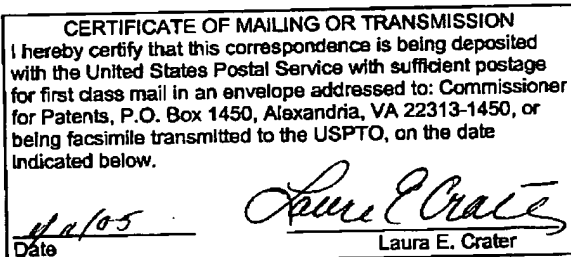 CERTIFICATE OF MAILING OR TRANSMISSION
I hereby certify that this correspondence is being deposited
with the United States Postal Service with sufficient postage
for first class mail in an envelope addressed to: Commissioner
for Patents, P.O. Box 1450, Alexandria, VA 22313-1450, or
being facsimile transmitted to the USPTO, on the date
indicated below.
Laura E Crater
Date
Laura E. Crater